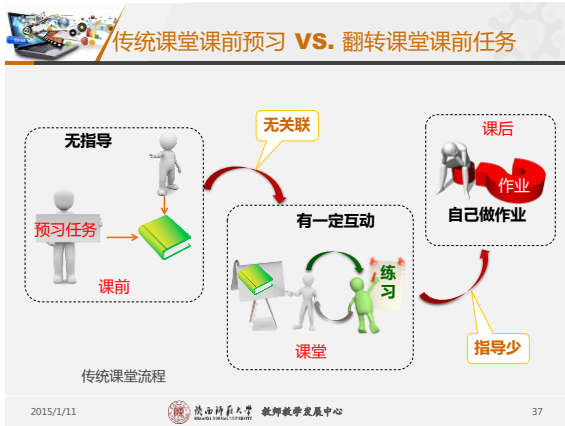 传统课堂课前预习 VS. 翻转课堂课前任务
无指导
预习任务
课前
无关联
有一定互动
练
习
课堂
课后
作业
自己做作业
指导少
传统课堂流程
2015/1/11
陕西师范大学 教师教学发展中心
SHAANXI NORMAL UNIVERSITY
37